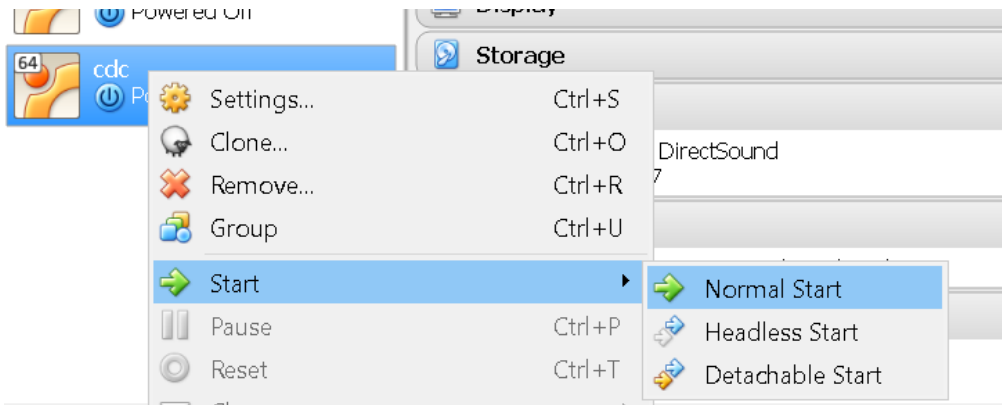 Powered Off
Display
Storage
64
cdc
Settings... Ctrl+S
Clone... Ctrl+O
DirectSound
Remove... Ctrl+R
7
Group Ctrl+U
Start
Normal Start
Pause Ctrl+P
Headless Start
Reset Ctrl+T
Detachable Start